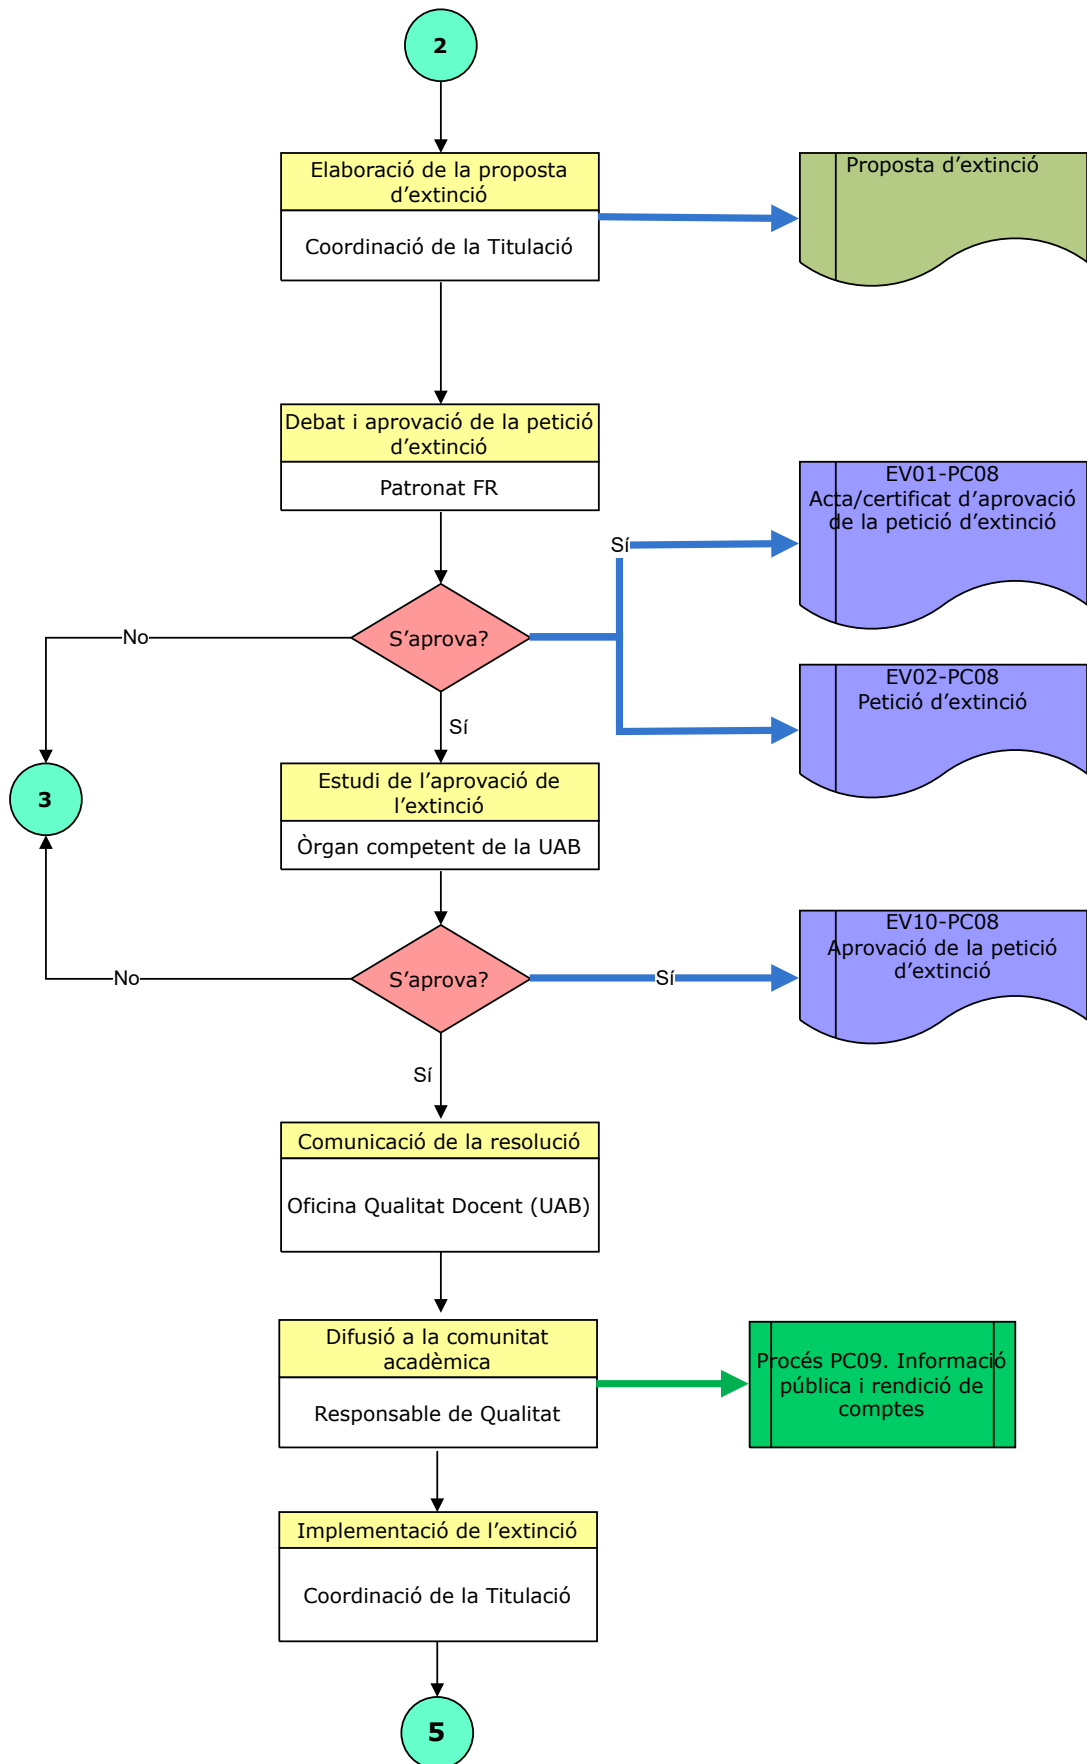 2
Elaboració de la proposta
d’extinció
Coordinació de la Titulació
Proposta d’extinció
Debat i aprovació de la petició
d’extinció
Patronat FR
EV01-PC08
Acta/certificat d’aprovació
de la petició d’extinció
Sí
S’aprova?
No
EV02-PC08
Petició d’extinció
Sí
3
Estudi de l’aprovació de
l’extinció
Òrgan competent de la UAB
EV10-PC08
Aprovació de la petició
d’extinció
No
S’aprova?
Sí
Sí
Comunicació de la resolució
Oficina Qualitat Docent (UAB)
Difusió a la comunitat
acadèmica
Responsable de Qualitat
Procés PC09. Informació
pública i rendició de
comptes
Implementació de l’extinció
Coordinació de la Titulació
5